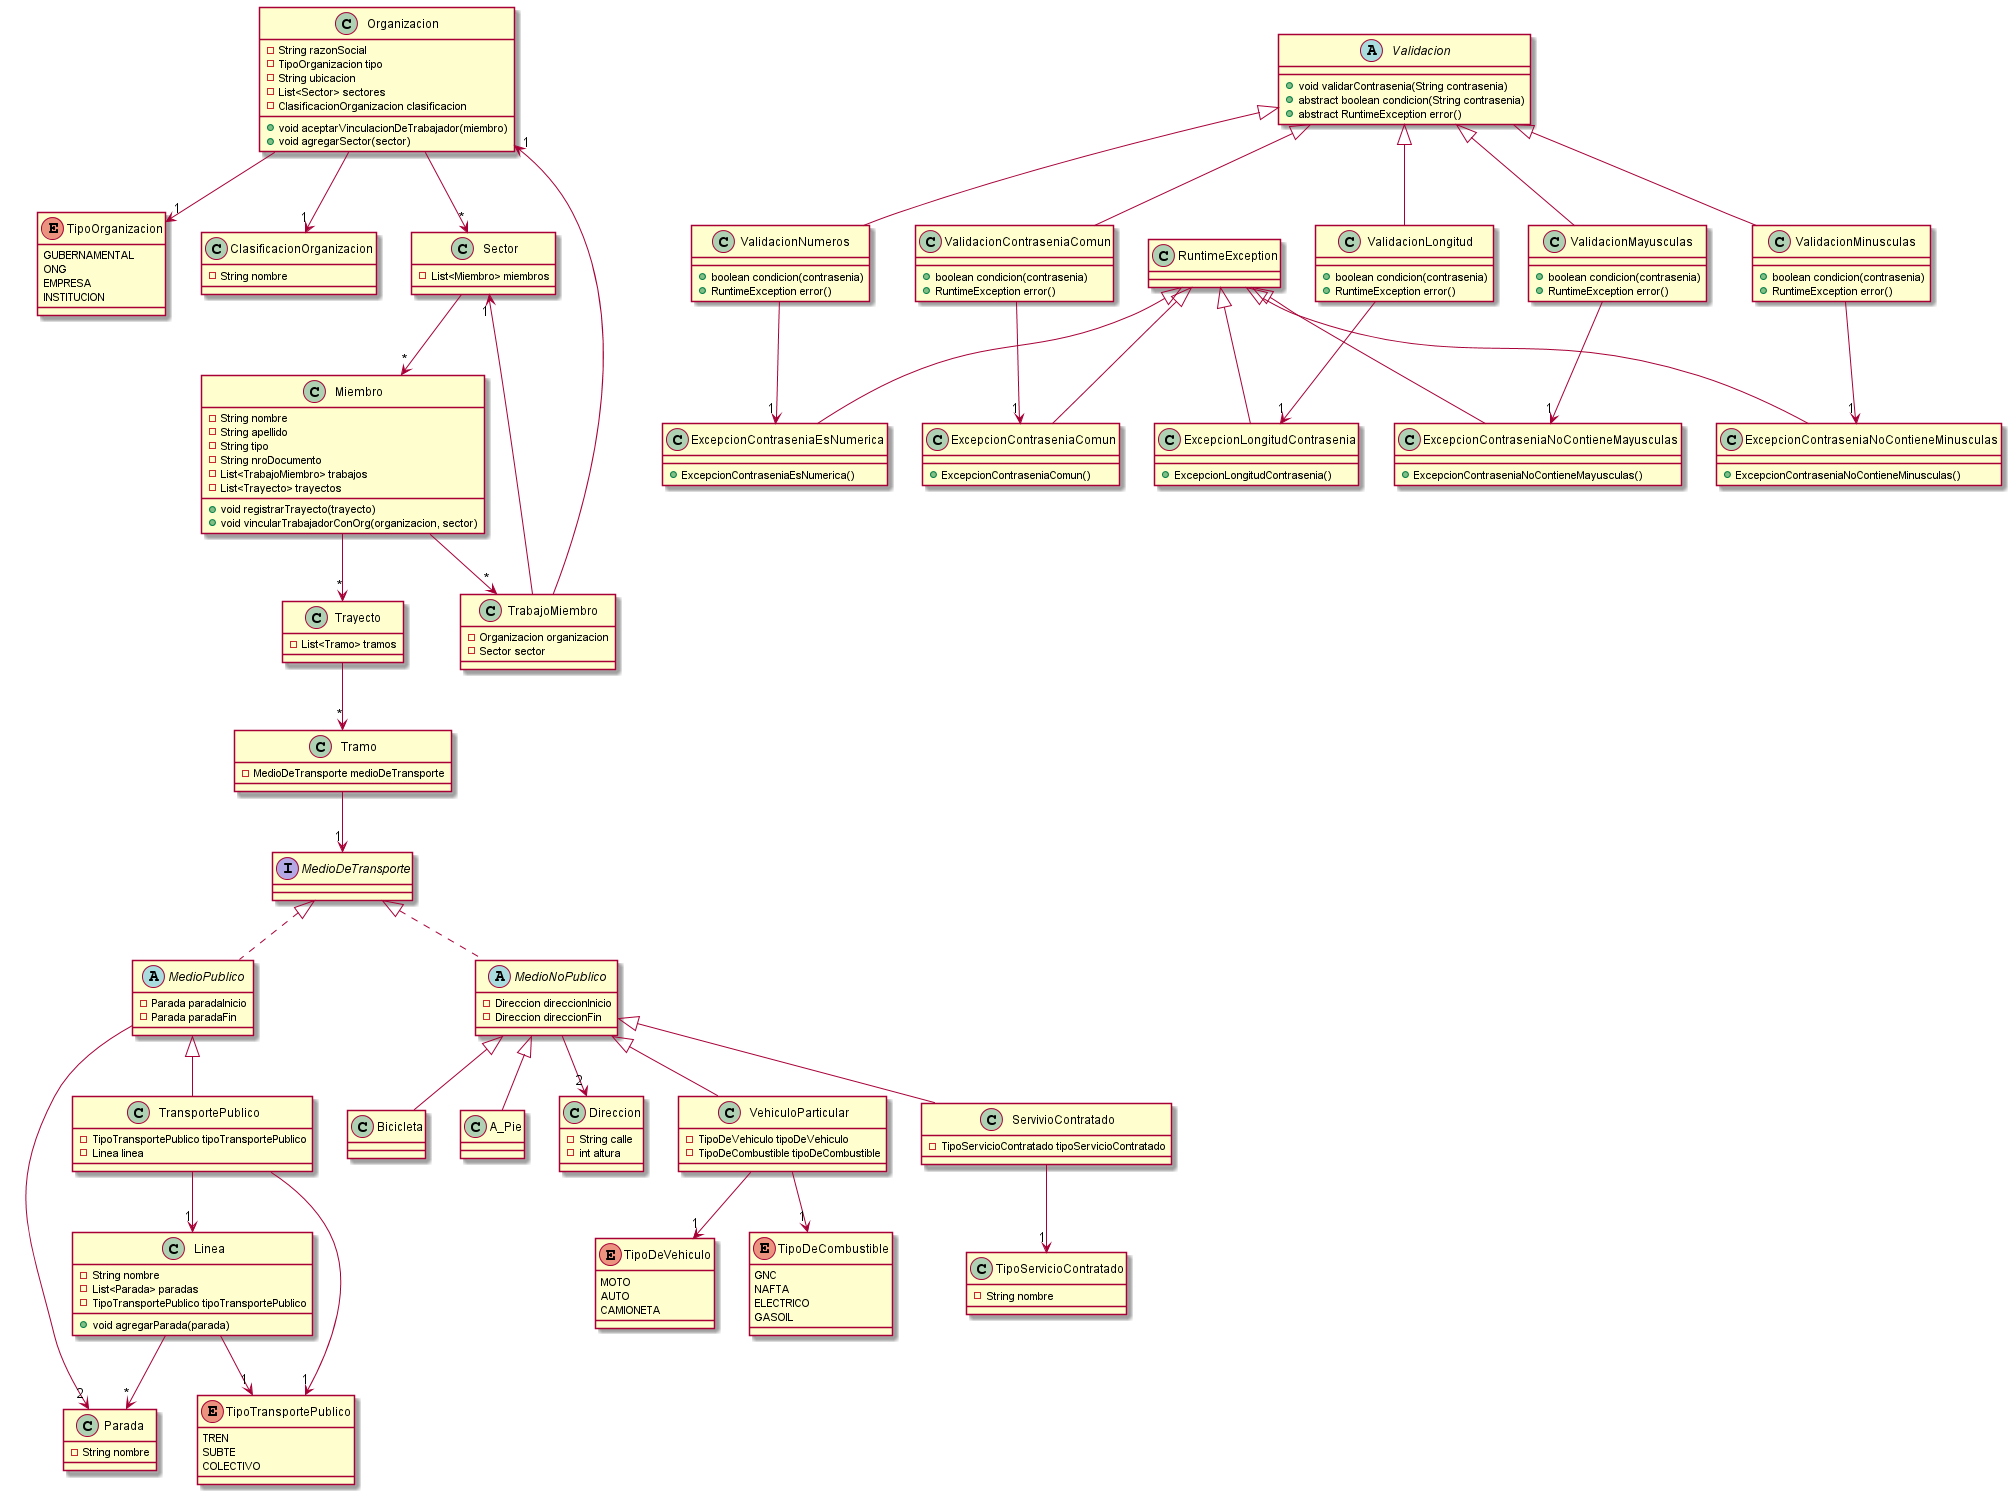 C Organizacion
String razonSocial
TipoOrganizacion tipo
String ubicacion
List<Sector> sectores
ClasificacionOrganizacion clasificacion
void aceptarVinculacionDeTrabajador(miembro)
void agregarSector(sector)
1
A Validacion
void validarContrasenia(String contrasenia)
abstract boolean condicion(String contrasenia)
abstract RuntimeException error()
1
1
*
E TipoOrganizacion
GUBERNAMENTAL
ONG
EMPRESA
INSTITUCION
C ClasificacionOrganizacion
String nombre
C Sector
List<Miembro> miembros
1
*
C ValidacionNumeros
boolean condicion(contrasenia)
RuntimeException error()
C ValidacionContraseniaComun
boolean condicion(contrasenia)
RuntimeException error()
C RuntimeException
C ValidacionLongitud
boolean condicion(contrasenia)
RuntimeException error()
C ValidacionMayusculas
boolean condicion(contrasenia)
RuntimeException error()
C ValidacionMinusculas
boolean condicion(contrasenia)
RuntimeException error()
C Miembro
String nombre
String apellido
String tipo
String nroDocumento
List<TrabajoMiembro> trabajos
List<Trayecto> trayectos
void registrarTrayecto(trayecto)
void vincularTrabajadorConOrg(organizacion, sector)
1
1
1
1
1
C ExcepcionContraseniaEsNumerica
ExcepcionContraseniaEsNumerica()
C ExcepcionContraseniaComun
ExcepcionContraseniaComun()
C ExcepcionLongitudContrasenia
ExcepcionLongitudContrasenia()
C ExcepcionContraseniaNoContieneMayusculas
ExcepcionContraseniaNoContieneMayusculas()
C ExcepcionContraseniaNoContieneMinusculas
ExcepcionContraseniaNoContieneMinusculas()
*
*
C Trayecto
List<Tramo> tramos
C TrabajoMiembro
Organizacion organizacion
Sector sector
*
C Tramo
MedioDeTransporte medioDeTransporte
1
I MedioDeTransporte
A MedioPublico
Parada paradaInicio
Parada paradaFin
A MedioNoPublico
Direccion direccionInicio
Direccion direccionFin
2
C TransportePublico
TipoTransportePublico tipoTransportePublico
Linea linea
C Bicicleta
C A_Pie
C Direccion
String calle
int altura
C VehiculoParticular
TipoDeVehiculo tipoDeVehiculo
TipoDeCombustible tipoDeCombustible
C ServivioContratado
TipoServicioContratado tipoServicioContratado
1
1
1
1
C Linea
String nombre
List<Parada> paradas
TipoTransportePublico tipoTransportePublico
void agregarParada(parada)
E TipoDeVehiculo
MOTO
AUTO
CAMIONETA
E TipoDeCombustible
GNC
NAFTA
ELECTRICO
GASOIL
C TipoServicioContratado
String nombre
2
*
1
1
C Parada
String nombre
E TipoTransportePublico
TREN
SUBTE
COLECTIVO